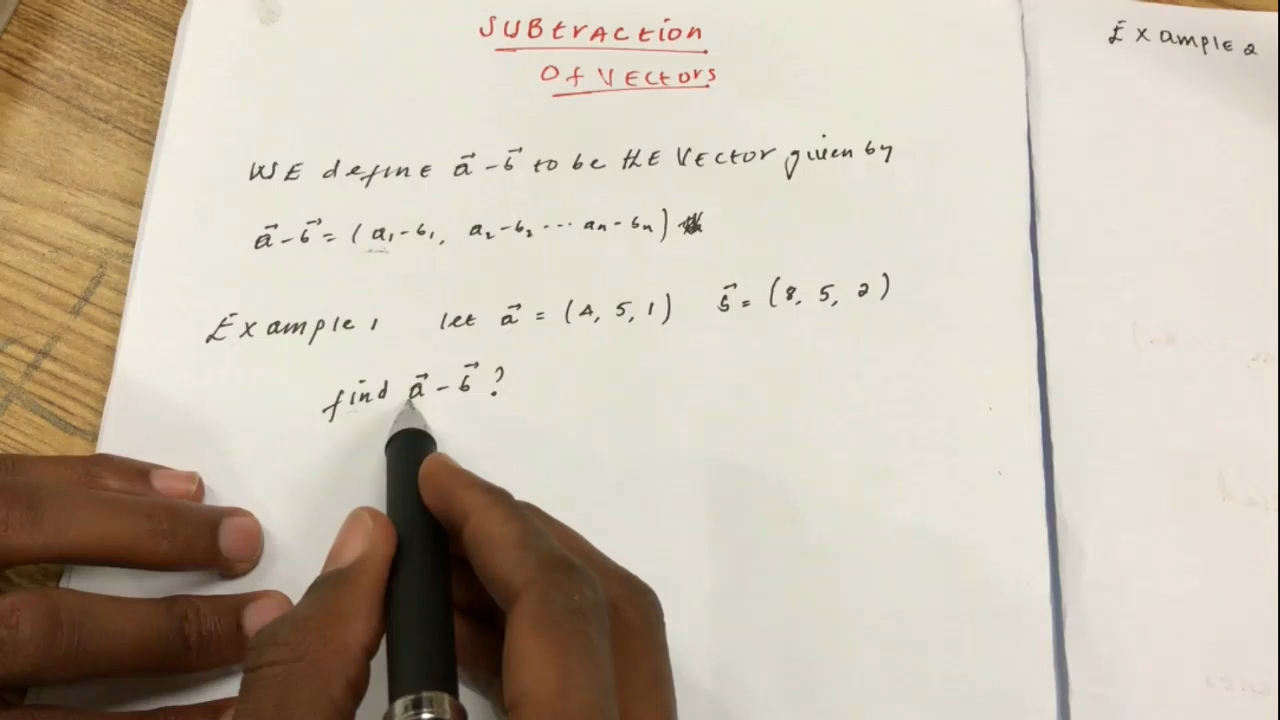 SUBtrACtion
Of VECtorS
WE define a⃗ - b⃗ to be the Vector given by
a⃗ - b⃗ = (a₁-b₁, a₂-b₂ ... an-bn)
Example 1 let a⃗ = (4, 5, 1) b⃗ = (8, 5, 2)
find a⃗ - b⃗ ?
Example 2